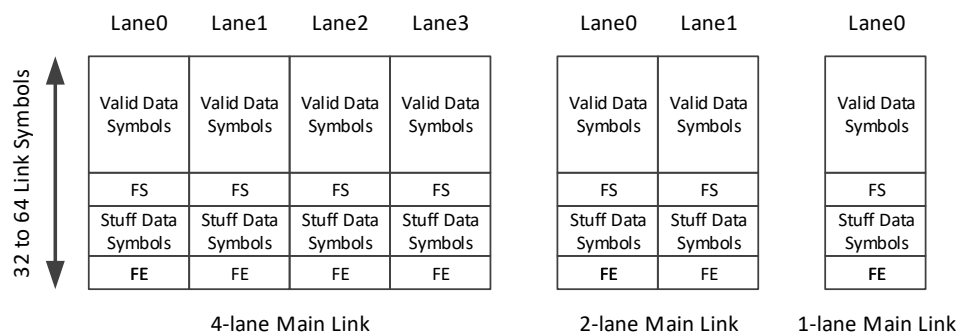 Lane0 Lane1 Lane2 Lane3 Lane0 Lane1 Lane0
32 to 64 Link Symbols
Valid Data Valid Data Valid Data Valid Data Valid Data Valid Data Valid Data
Symbols Symbols Symbols Symbols Symbols Symbols Symbols
FS FS FS FS FS FS FS
Stuff Data Stuff Data Stuff Data Stuff Data Stuff Data Stuff Data Stuff Data
Symbols Symbols Symbols Symbols Symbols Symbols Symbols
FE FE FE FE FE FE FE
4-lane Main Link 2-lane Main Link 1-lane Main Link